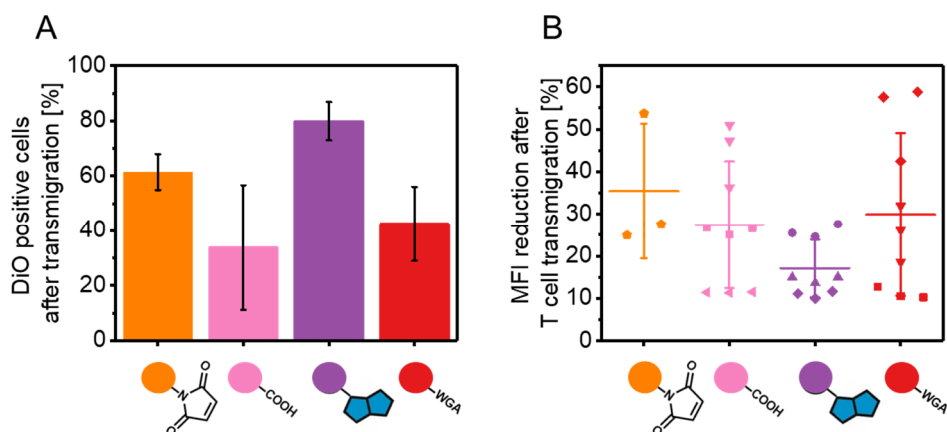 A
DiO positive cells
after transmigration [%]
100
80
60
40
20
0
N
O
O
COOH
WGA
B
MFI reduction after
T cell transmigration [%]
60
50
40
30
20
10
0
N
O
O
COOH
WGA